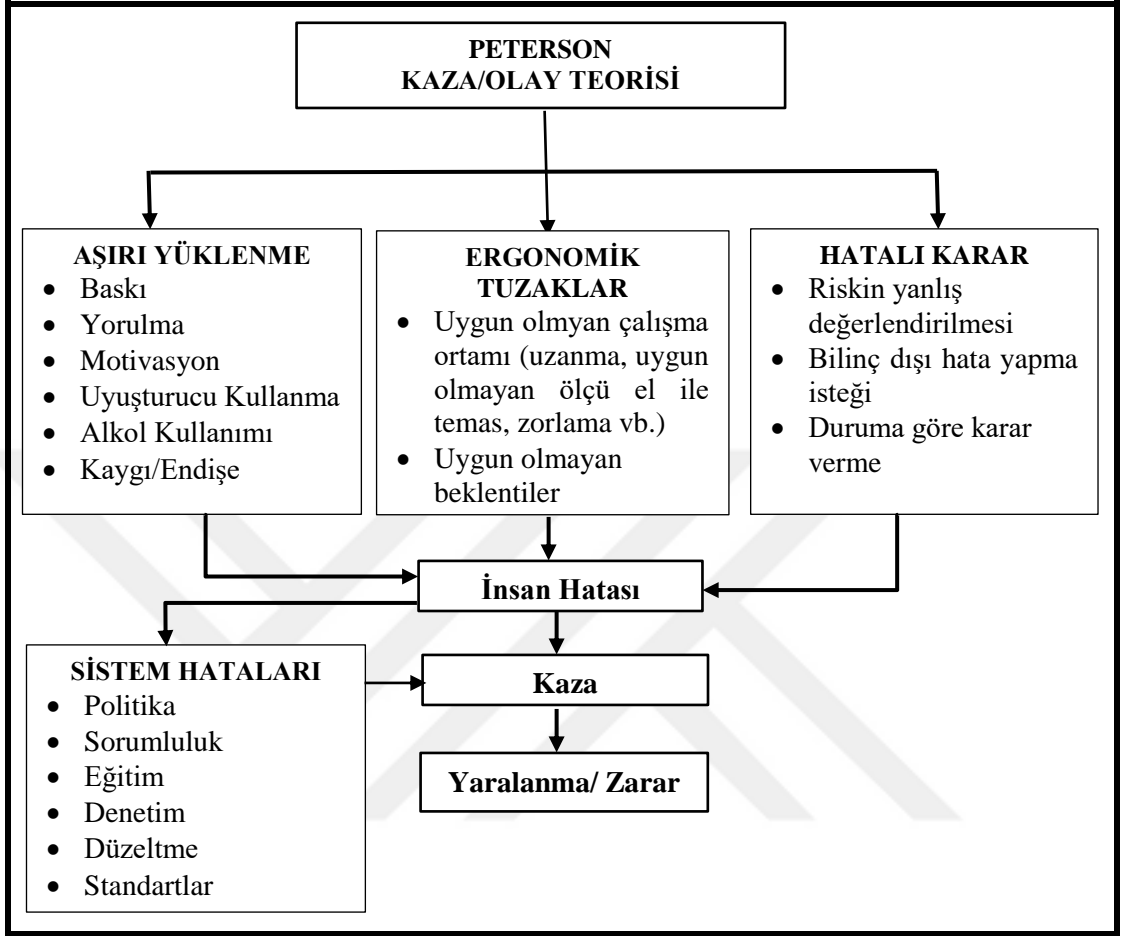 PETERSON
KAZA/OLAY TEORİSİ
AŞIRI YÜKLENME
• Baskı
• Yorulma
• Motivasyon
• Uyuşturucu Kullanma
• Alkol Kullanımı
• Kaygı/Endişe
ERGONOMİK
TUZAKLAR
• Uygun olmyan çalışma
ortamı (uzanma, uygun
olmayan ölçü el ile
temas, zorlama vb.)
• Uygun olmayan
beklentiler
HATALI KARAR
• Riskin yanlış
değerlendirilmesi
• Bilinç dışı hata yapma
isteği
• Duruma göre karar
verme
İnsan Hatası
SİSTEM HATALARI
• Politika
• Sorumluluk
• Eğitim
• Denetim
• Düzeltme
• Standartlar
Kaza
Yaralanma/ Zarar